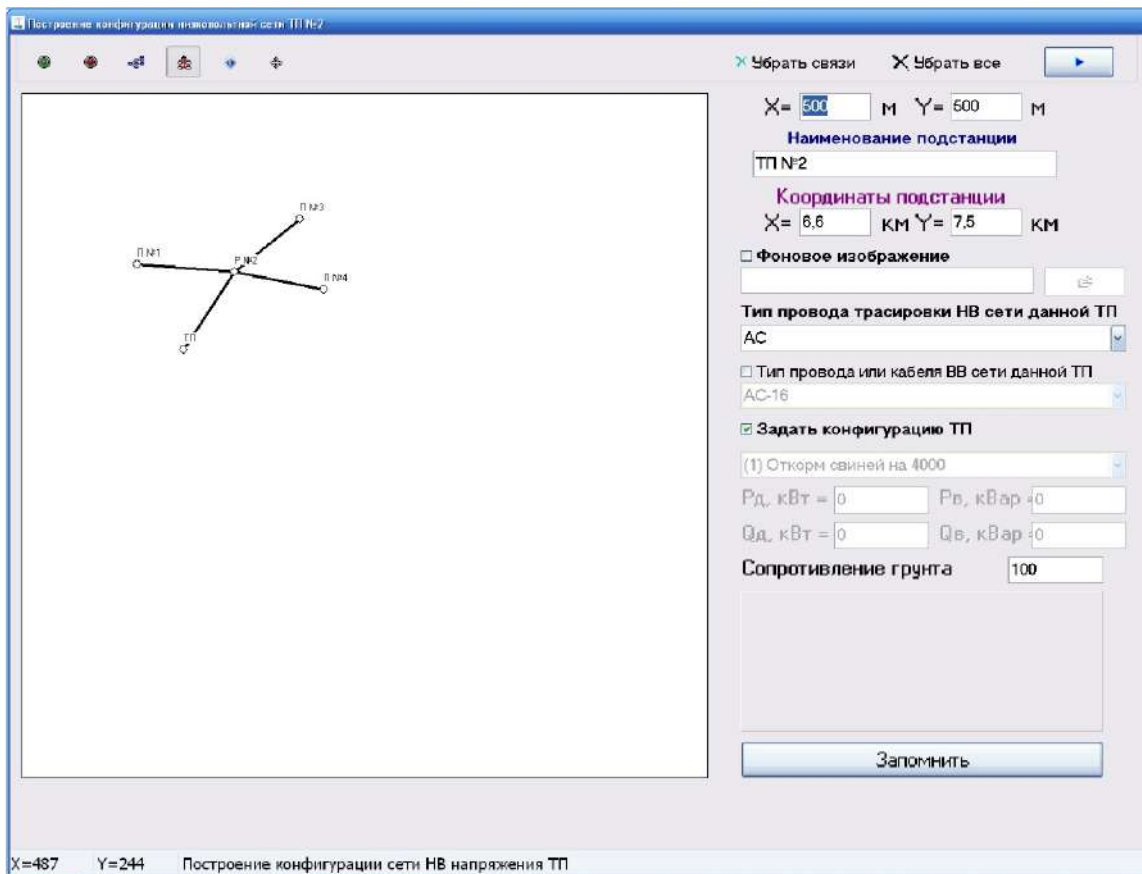 Построение конфигурации низковольтнай сети ТП №2
Убрать связи Убрать все
X= 500 м Y= 500 м
Наименование подстанции
ТП №2
Координаты подстанции
X= 6,6 км Y= 7,5 км
Фоновое изображение
Тип провода трасировки НВ сети данной ТП
АС
Тип провода или кабеля ВВ сети данной ТП
АС-16
Задать конфигурацию ТП
(1) Откорм свиней на 4000
Рд, кВт = 0 Рв, кВар = 0
Qд, кВт = 0 Qв, кВар = 0
Сопротивление грунта 100
Запомнить
П №3
П №1
Р №2
П №4
ТП
X=487 Y=244 Построение конфигурации сети НВ напряжения ТП